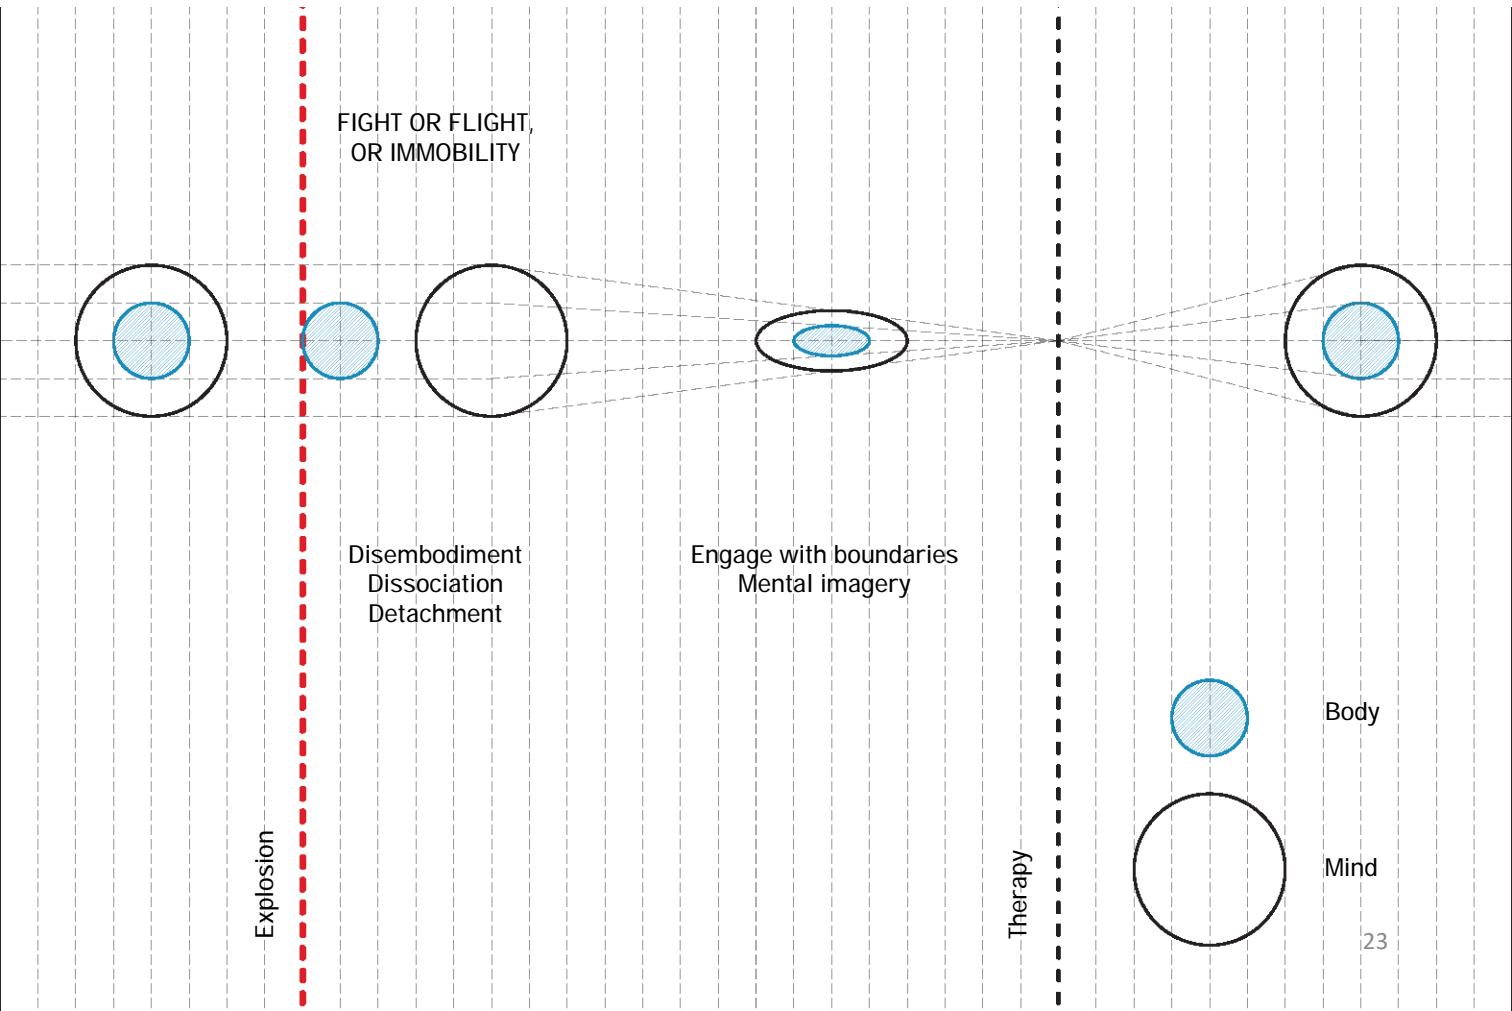 FIGHT OR FLIGHT,
OR IMMOBILITY
Disembodiment
Dissociation
Detachment
Engage with boundaries
Mental imagery
Explosion
Therapy
Body
Mind
23